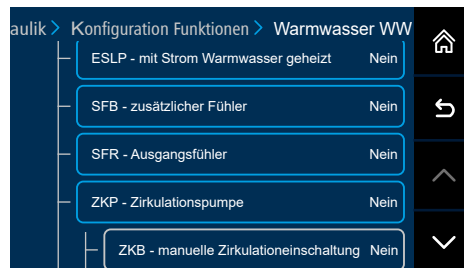 aulik > Konfiguration Funktionen > Warmwasser WW
ESLP - mit Strom Warmwasser geheizt Nein
SFB - zusätzlicher Fühler Nein
SFR - Ausgangsfühler Nein
ZKP - Zirkulationspumpe Nein
ZKB - manuelle Zirkulationeinschaltung Nein